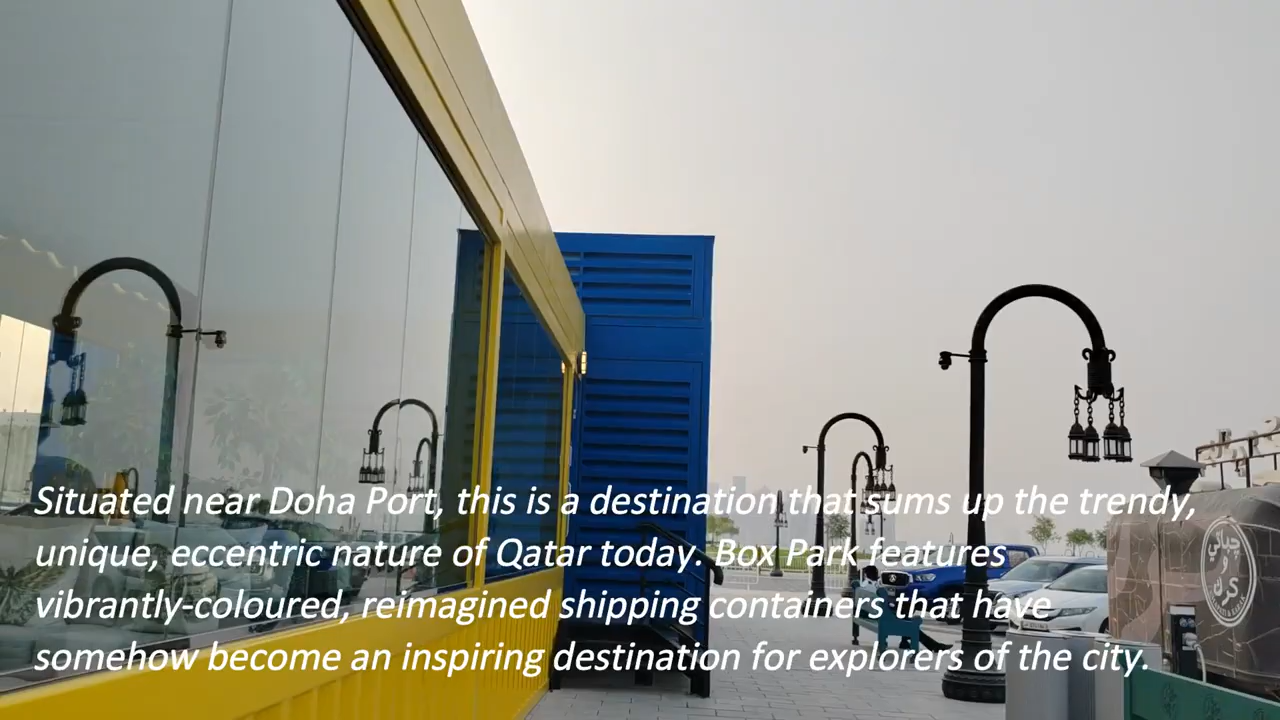 Situated near Doha Port, this is a destination that sums up the trendy,
unique, eccentric nature of Qatar today. Box Park features
vibrantly-coloured, reimagined shipping containers that have
somehow become an inspiring destination for explorers of the city.
چپاتي
و
كرك